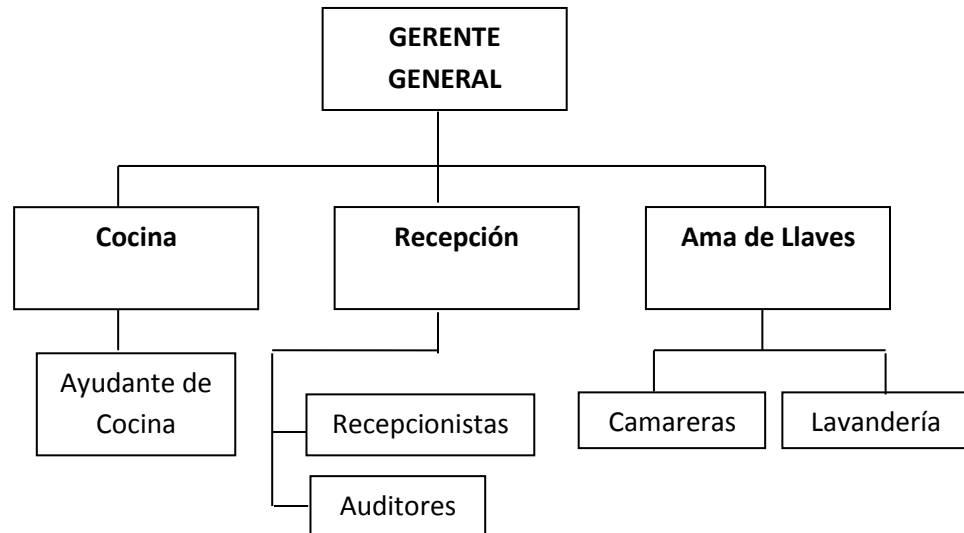 GERENTE
GENERAL
Cocina
Recepción
Ama de Llaves
Ayudante de
Cocina
Recepcionistas
Camareras
Lavandería
Auditores